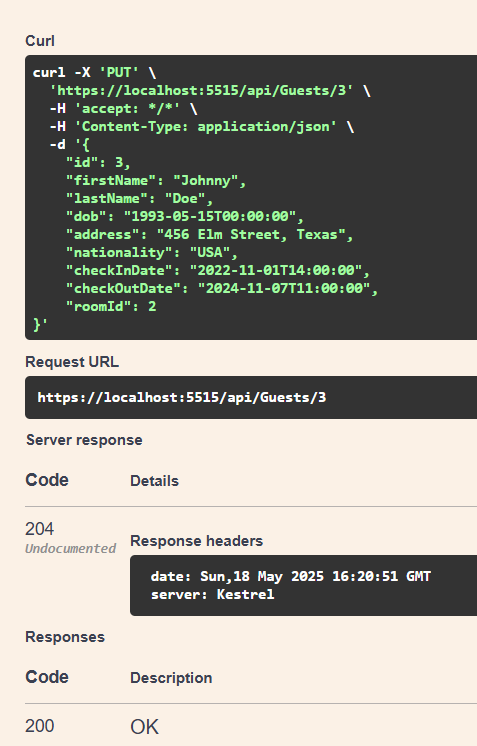 Curl
curl -X 'PUT' \
  'https://localhost:5515/api/Guests/3' \
  -H 'accept: */*' \
  -H 'Content-Type: application/json' \
  -d '{
    "id": 3,
    "firstName": "Johnny",
    "lastName": "Doe",
    "dob": "1993-05-15T00:00:00",
    "address": "456 Elm Street, Texas",
    "nationality": "USA",
    "checkInDate": "2022-11-01T14:00:00",
    "checkOutDate": "2024-11-07T11:00:00",
    "roomId": 2
}'
Request URL
https://localhost:5515/api/Guests/3
Server response
Code Details
204
Undocumented
Response headers
date: Sun,18 May 2025 16:20:51 GMT
server: Kestrel
Responses
Code Description
200 OK